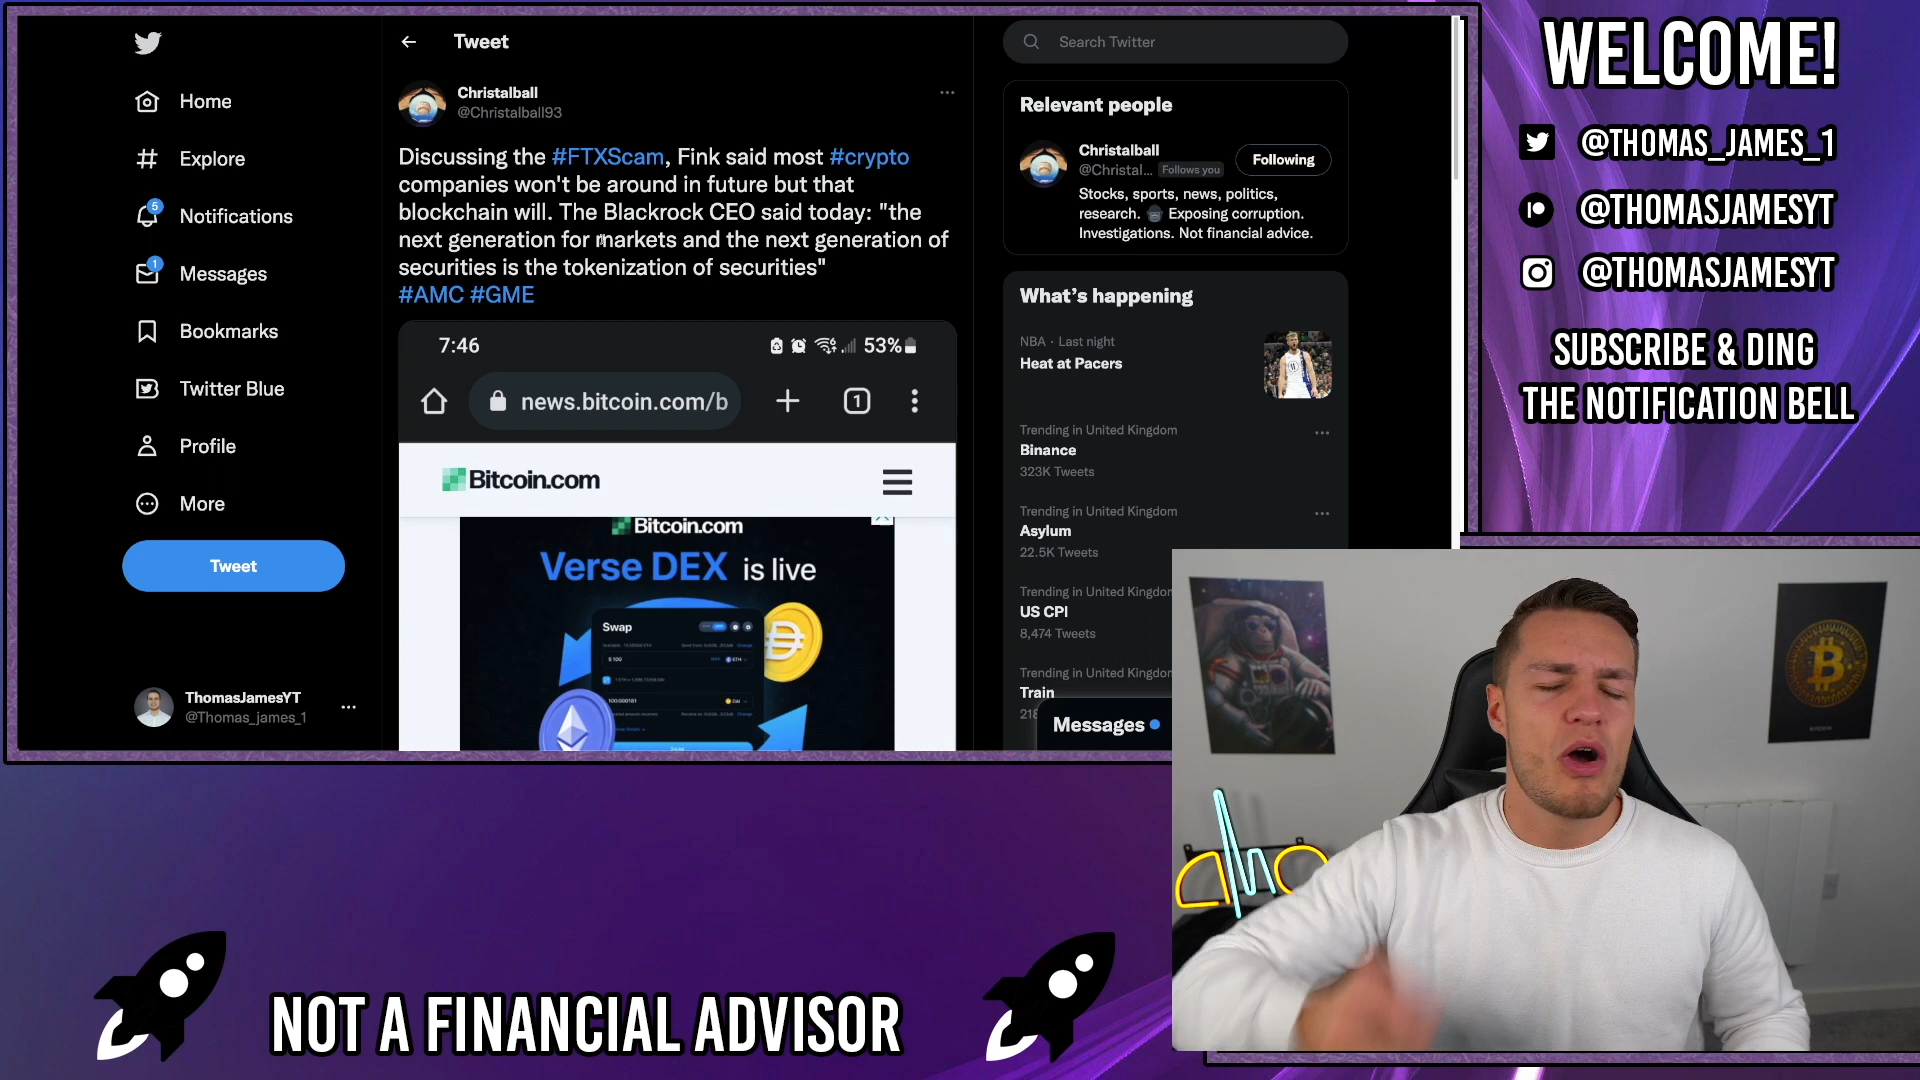 Home
Explore
5
Notifications
1
Messages
Bookmarks
Twitter Blue
Profile
More
Tweet
ThomasJamesYT
@Thomas_james_1
Tweet
Christalball
@Christalball93
Discussing the #FTXScam, Fink said most #crypto
companies won't be around in future but that
blockchain will. The Blackrock CEO said today: "the
next generation for markets and the next generation of
securities is the tokenization of securities"
#AMC #GME
7:46
53%
news.bitcoin.com/b
1
Bitcoin.com
Bitcoin.com
Verse DEX is live
Swap
Search Twitter
Relevant people
Christalball
@Christal... Follows you
Following
Stocks, sports, news, politics,
research. Exposing corruption.
Investigations. Not financial advice.
What's happening
NBA · Last night
Heat at Pacers
Trending in United Kingdom
Binance
323K Tweets
Trending in United Kingdom
Asylum
22.5K Tweets
Trending in United Kingdom
US CPI
8,474 Tweets
Trending in United Kingdom
Train
Messages
WELCOME!
@THOMAS_JAMES_1
@THOMASJAMESYT
@THOMASJAMESYT
SUBSCRIBE & DING
THE NOTIFICATION BELL
NOT A FINANCIAL ADVISOR